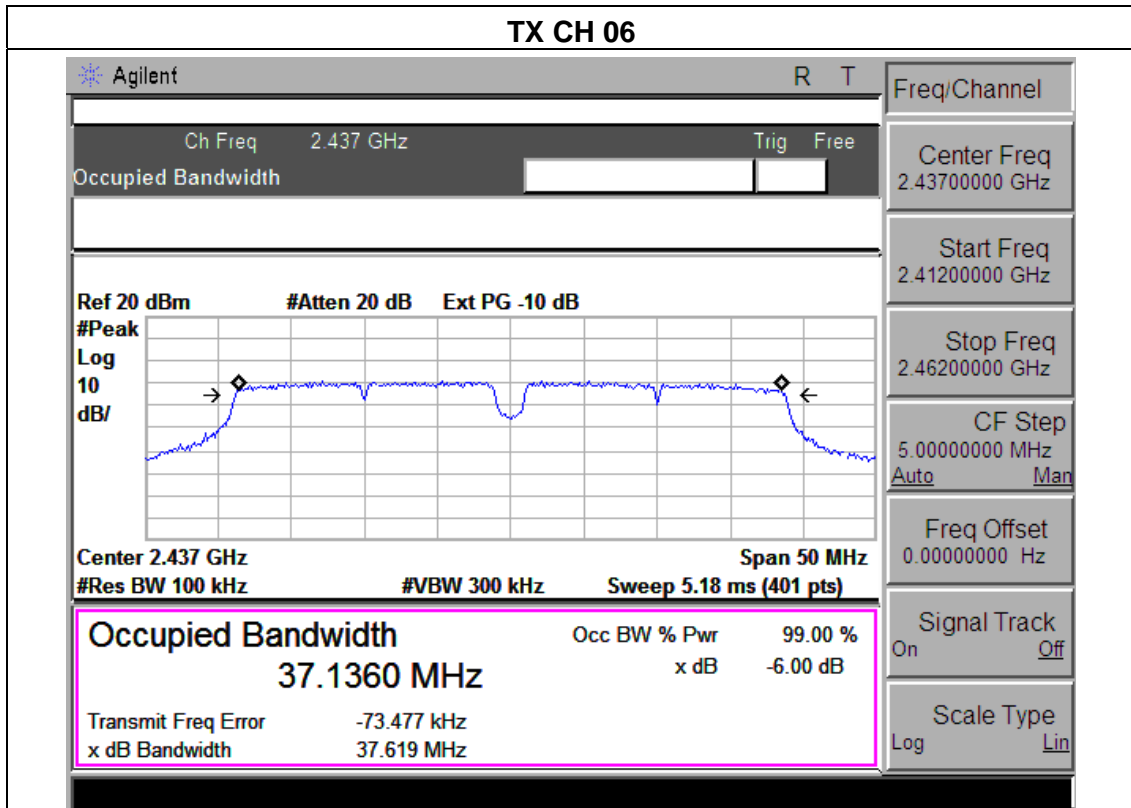 TX CH 06
Agilent R T
Ch Freq 2.437 GHz Trig Free
Occupied Bandwidth
Ref 20 dBm #Atten 20 dB Ext PG -10 dB
#Peak
Log
10
dB/
Center 2.437 GHz Span 50 MHz
#Res BW 100 kHz #VBW 300 kHz Sweep 5.18 ms (401 pts)
Occupied Bandwidth Occ BW % Pwr 99.00 %
37.1360 MHz x dB -6.00 dB
Transmit Freq Error -73.477 kHz
x dB Bandwidth 37.619 MHz
Freq/Channel
Center Freq
2.43700000 GHz
Start Freq
2.41200000 GHz
Stop Freq
2.46200000 GHz
CF Step
5.00000000 MHz
Auto Man
Freq Offset
0.00000000 Hz
Signal Track
On Off
Scale Type
Log Lin